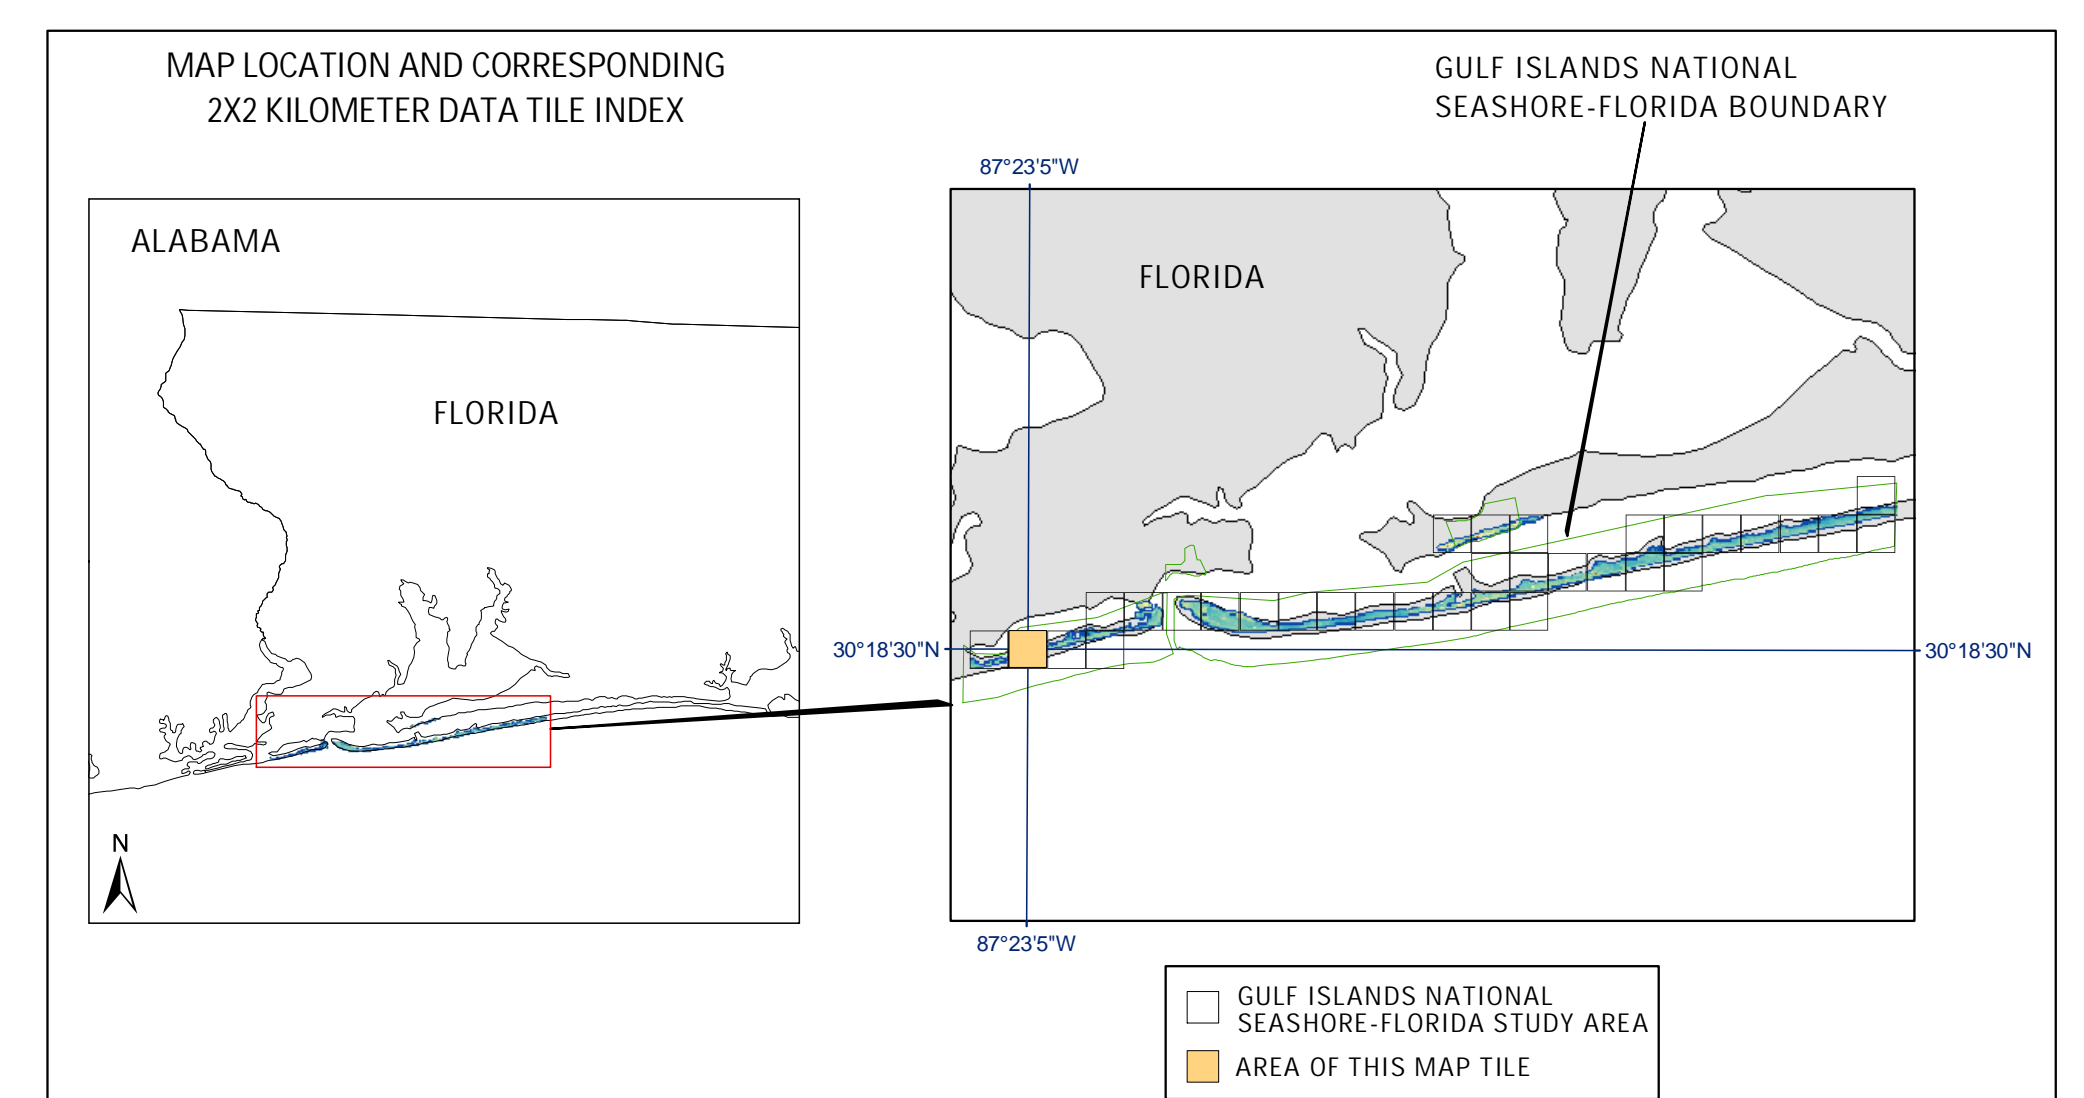 MAP LOCATION AND CORRESPONDING
2X2 KILOMETER DATA TILE INDEX
GULF ISLANDS NATIONAL
SEASHORE-FLORIDA BOUNDARY
ALABAMA
FLORIDA
N
87°23'5"W
FLORIDA
30°18'30"N
30°18'30"N
87°23'5"W
GULF ISLANDS NATIONAL
SEASHORE-FLORIDA STUDY AREA
AREA OF THIS MAP TILE